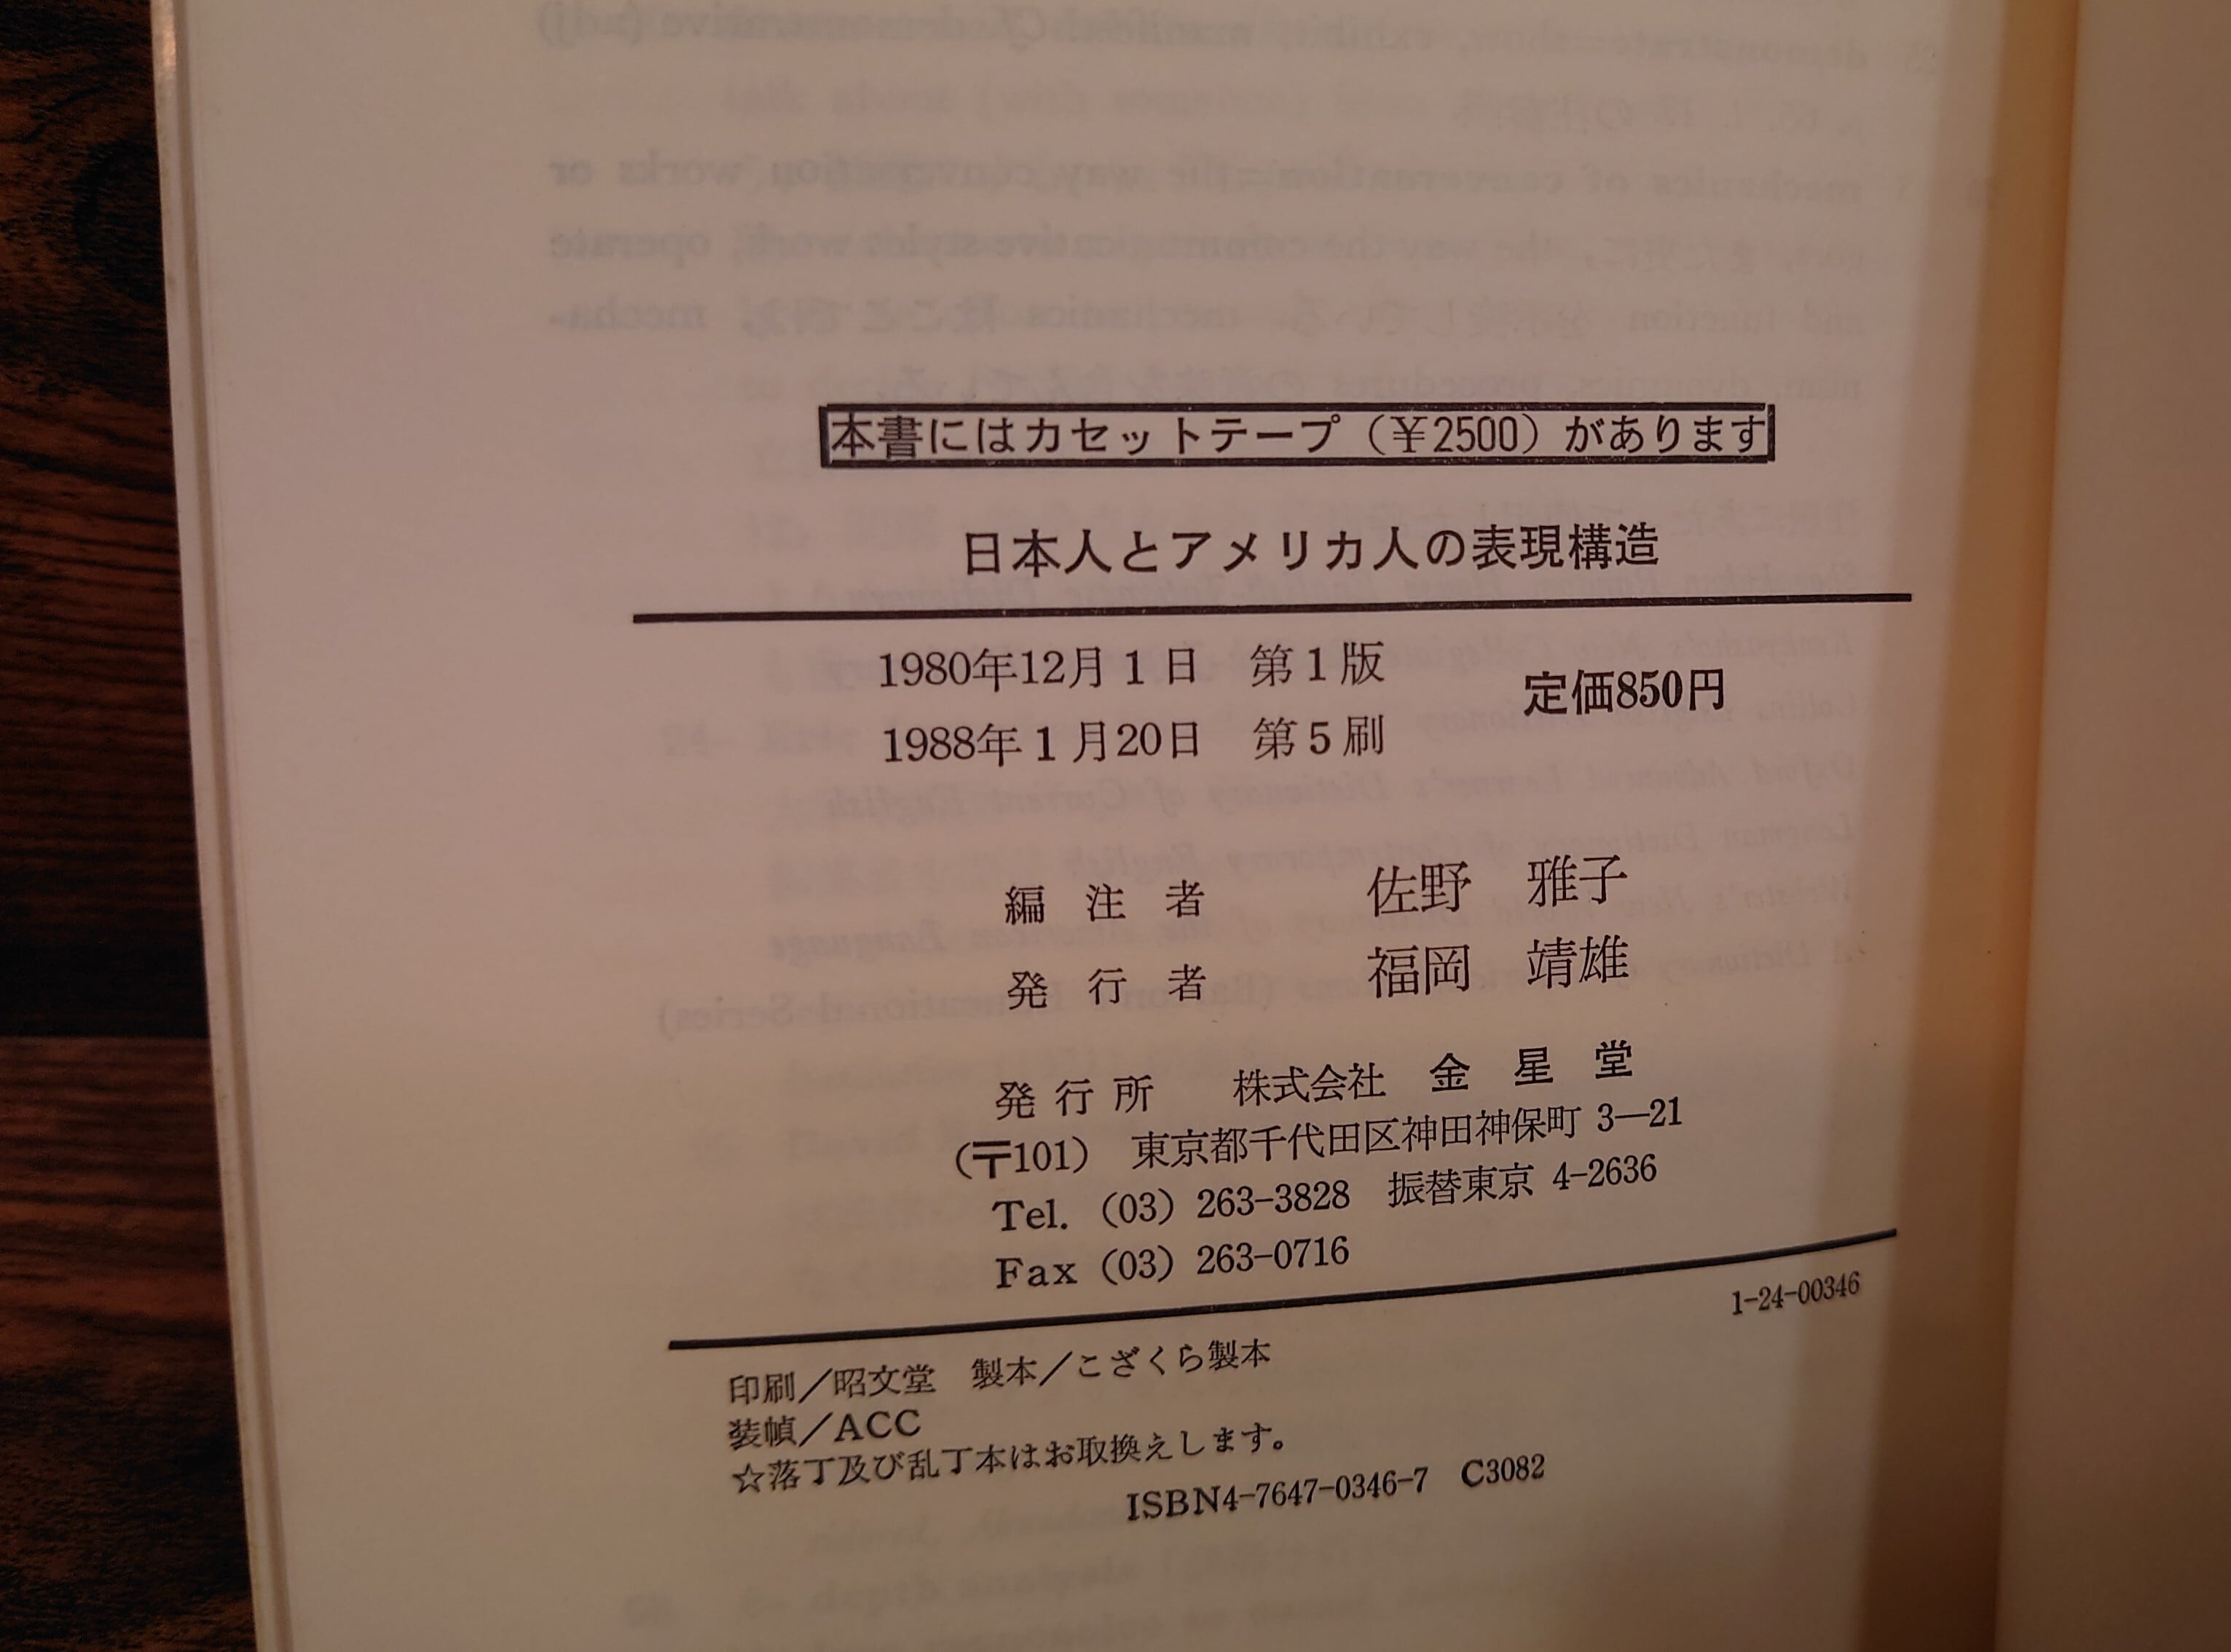 本書にはカセットテープ（￥2500）があります
日本人とアメリカ人の表現構造
1980年12月1日　第1版
定価850円
1988年1月20日　第5刷
編注者　佐野　雅子
発行者　福岡　靖雄
発行所　株式会社　金星堂
（〒101）　東京都千代田区神田神保町 3—21
Tel.（03）263–3828　振替東京 4-2636
Fax（03）263–0716
1-24-00346
印刷／昭文堂　製本／こざくら製本
装幀／ACC
☆落丁及び乱丁本はお取換えします。
ISBN4-7647-0346-7　C3082